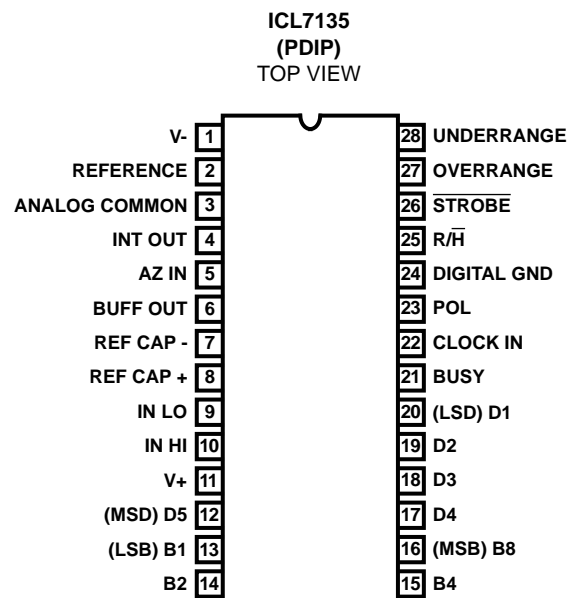 ICL7135
(PDIP)
TOP VIEW
V- 1 28 UNDERRANGE
REFERENCE 2 27 OVERRANGE
ANALOG COMMON 3 26 STROBE
INT OUT 4 25 R/H
AZ IN 5 24 DIGITAL GND
BUFF OUT 6 23 POL
REF CAP - 7 22 CLOCK IN
REF CAP + 8 21 BUSY
IN LO 9 20 (LSD) D1
IN HI 10 19 D2
V+ 11 18 D3
(MSD) D5 12 17 D4
(LSB) B1 13 16 (MSB) B8
B2 14 15 B4